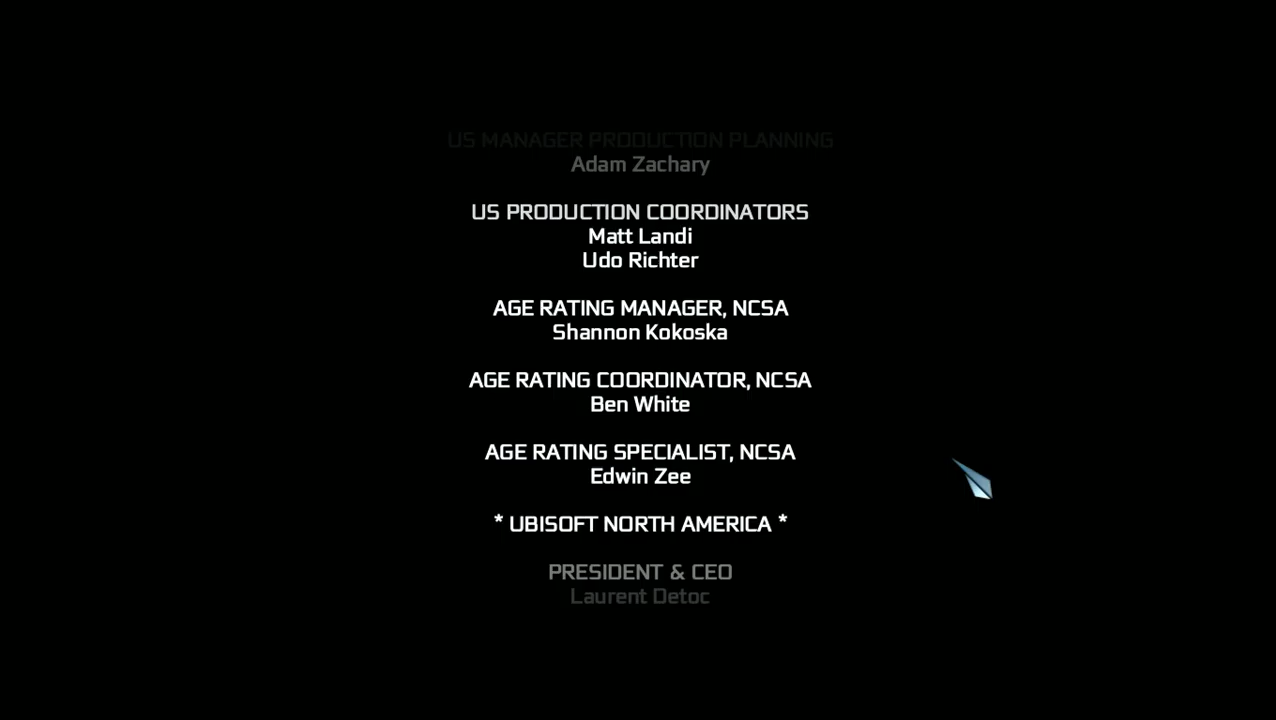 US MANAGER PRODUCTION PLANNING
Adam Zachary
US PRODUCTION COORDINATORS
Matt Landi
Udo Richter
AGE RATING MANAGER, NCSA
Shannon Kokoska
AGE RATING COORDINATOR, NCSA
Ben White
AGE RATING SPECIALIST, NCSA
Edwin Zee
* UBISOFT NORTH AMERICA *
PRESIDENT & CEO
Laurent Detoc